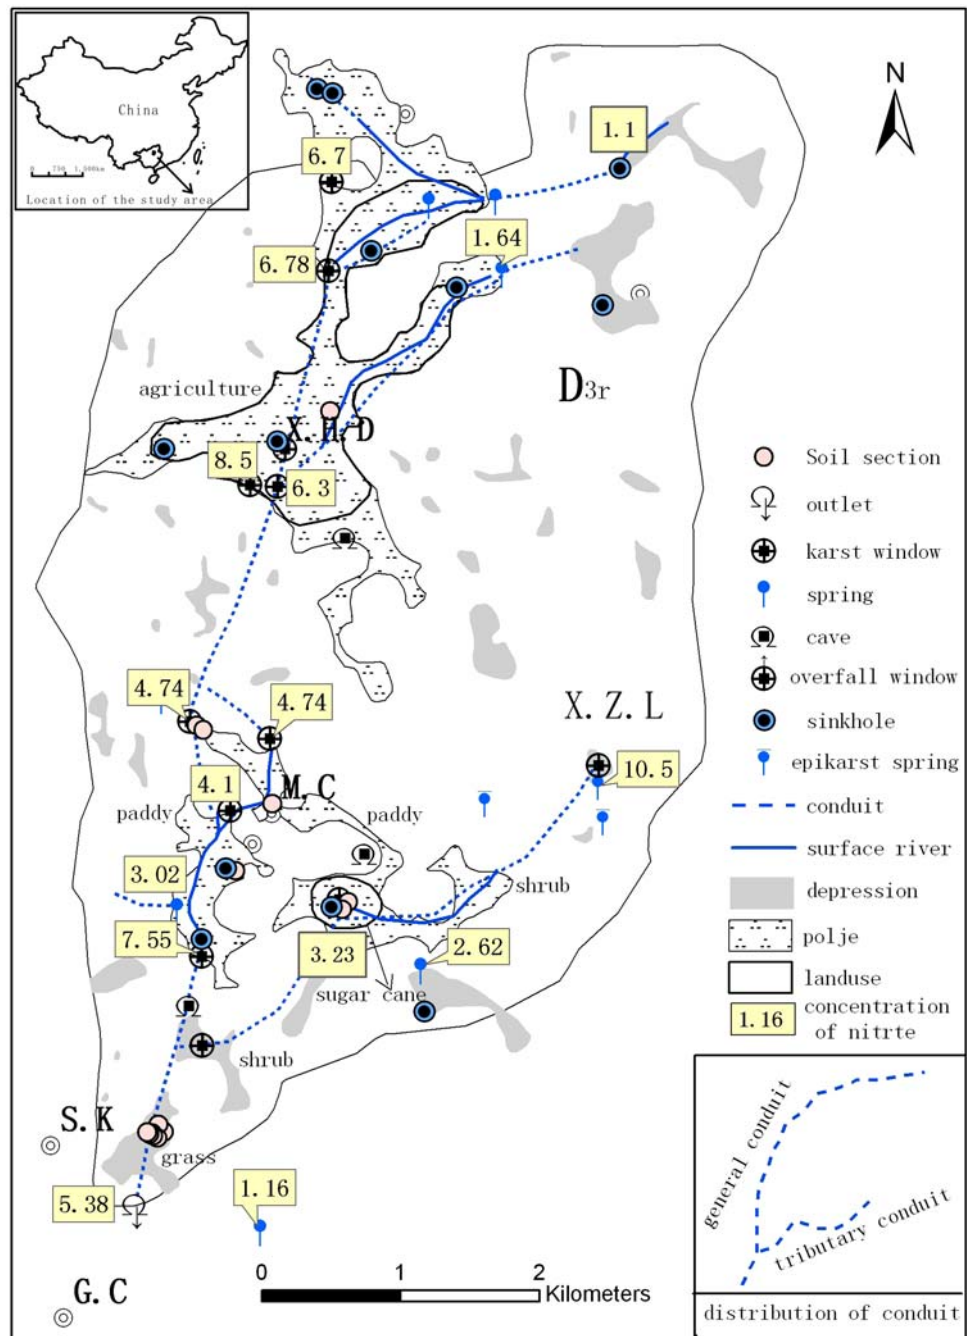 China
0 750 1,500km
Location of the study area
N
1.1
6.7
1.64
6.78
D3r
agriculture
X.H.D
8.5
6.3
Soil section
outlet
karst window
spring
cave
overfall window
sinkhole
epikarst spring
conduit
surface river
depression
polje
landuse
1.16
concentration
of nitrte
4.74
4.74
X.Z.L
10.5
4.1
M.C
paddy
paddy
3.02
shrub
7.55
3.23
2.62
sugar cane
shrub
S.K
grass
5.38
1.16
G.C
0 1 2
Kilometers
general conduit
tributary conduit
distribution of conduit